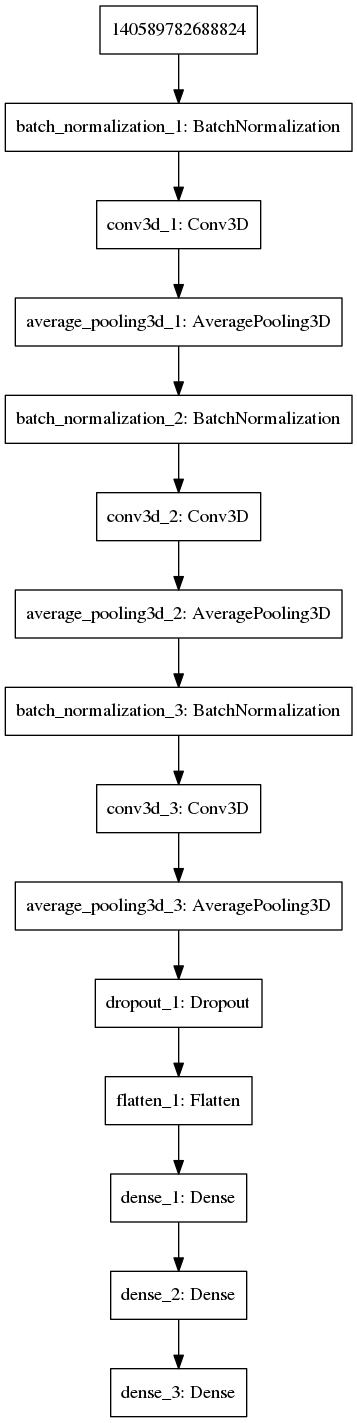 140589782688824
batch_normalization_1: BatchNormalization
conv3d_1: Conv3D
average_pooling3d_1: AveragePooling3D
batch_normalization_2: BatchNormalization
conv3d_2: Conv3D
average_pooling3d_2: AveragePooling3D
batch_normalization_3: BatchNormalization
conv3d_3: Conv3D
average_pooling3d_3: AveragePooling3D
dropout_1: Dropout
flatten_1: Flatten
dense_1: Dense
dense_2: Dense
dense_3: Dense